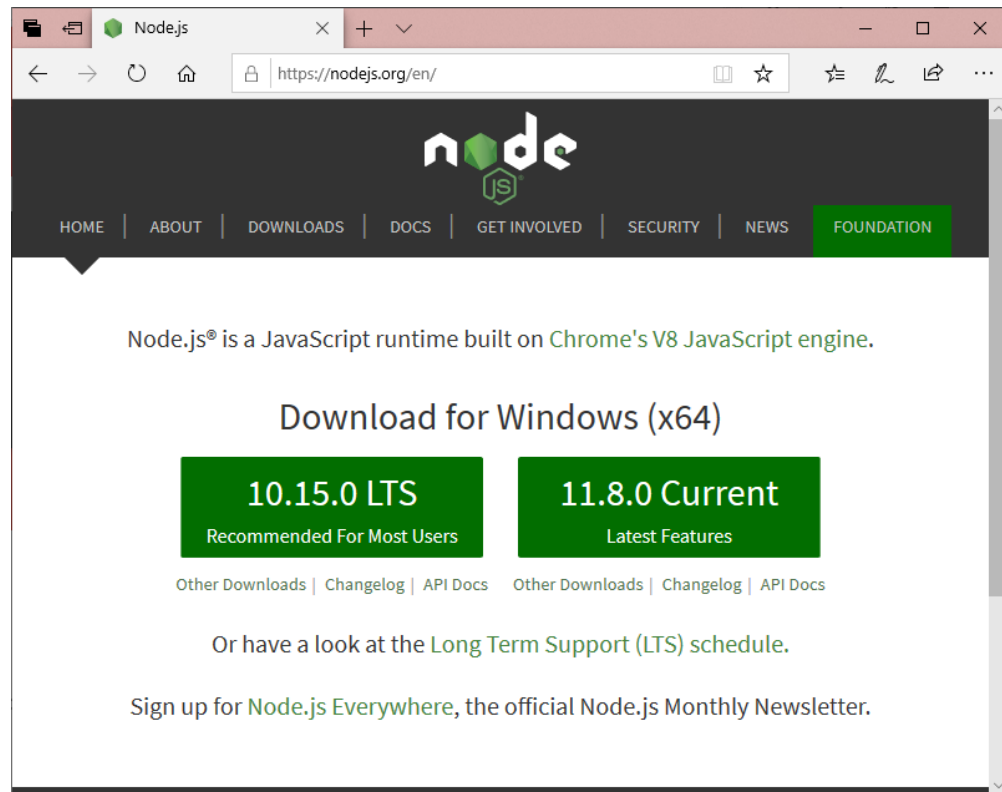 Node.js
https://nodejs.org/en/
node
JS
HOME | ABOUT | DOWNLOADS | DOCS | GET INVOLVED | SECURITY | NEWS FOUNDATION
Node.js® is a JavaScript runtime built on Chrome's V8 JavaScript engine.
Download for Windows (x64)
10.15.0 LTS
Recommended For Most Users
11.8.0 Current
Latest Features
Other Downloads | Changelog | API Docs
Other Downloads | Changelog | API Docs
Or have a look at the Long Term Support (LTS) schedule.
Sign up for Node.js Everywhere, the official Node.js Monthly Newsletter.